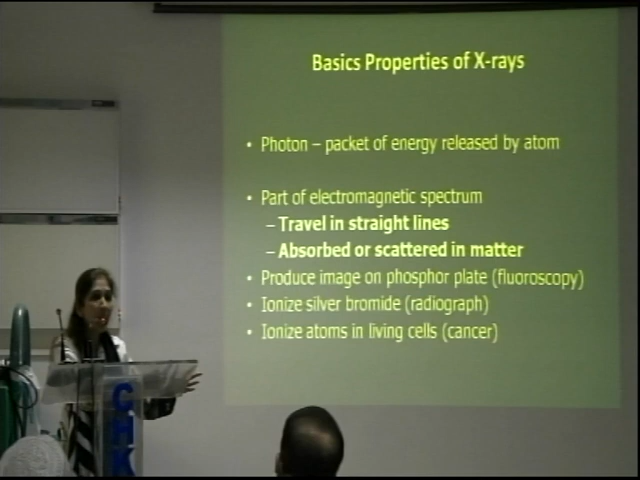 Basics Properties of X-rays
• Photon – packet of energy released by atom
• Part of electromagnetic spectrum
– Travel in straight lines
– Absorbed or scattered in matter
• Produce image on phosphor plate (fluoroscopy)
• Ionize silver bromide (radiograph)
• Ionize atoms in living cells (cancer)
CHK